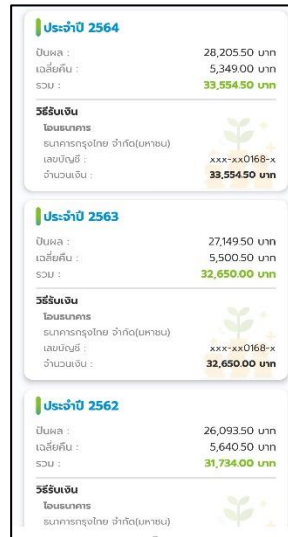 ประจำปี 2564
ปันผล : 28,205.50 บาท
เฉลี่ยคืน : 5,349.00 บาท
รวม : 33,554.50 บาท
วิธีรับเงิน
โอนธนาคาร
ธนาคารกรุงไทย จำกัด(มหาชน)
เลขบัญชี : xxx-xx0168-x
จำนวนเงิน : 33,554.50 บาท
ประจำปี 2563
ปันผล : 27,149.50 บาท
เฉลี่ยคืน : 5,500.50 บาท
รวม : 32,650.00 บาท
วิธีรับเงิน
โอนธนาคาร
ธนาคารกรุงไทย จำกัด(มหาชน)
เลขบัญชี : xxx-xx0168-x
จำนวนเงิน : 32,650.00 บาท
ประจำปี 2562
ปันผล : 26,093.50 บาท
เฉลี่ยคืน : 5,640.50 บาท
รวม : 31,734.00 บาท
วิธีรับเงิน
โอนธนาคาร
ธนาคารกรุงไทย จำกัด(มหาชน)